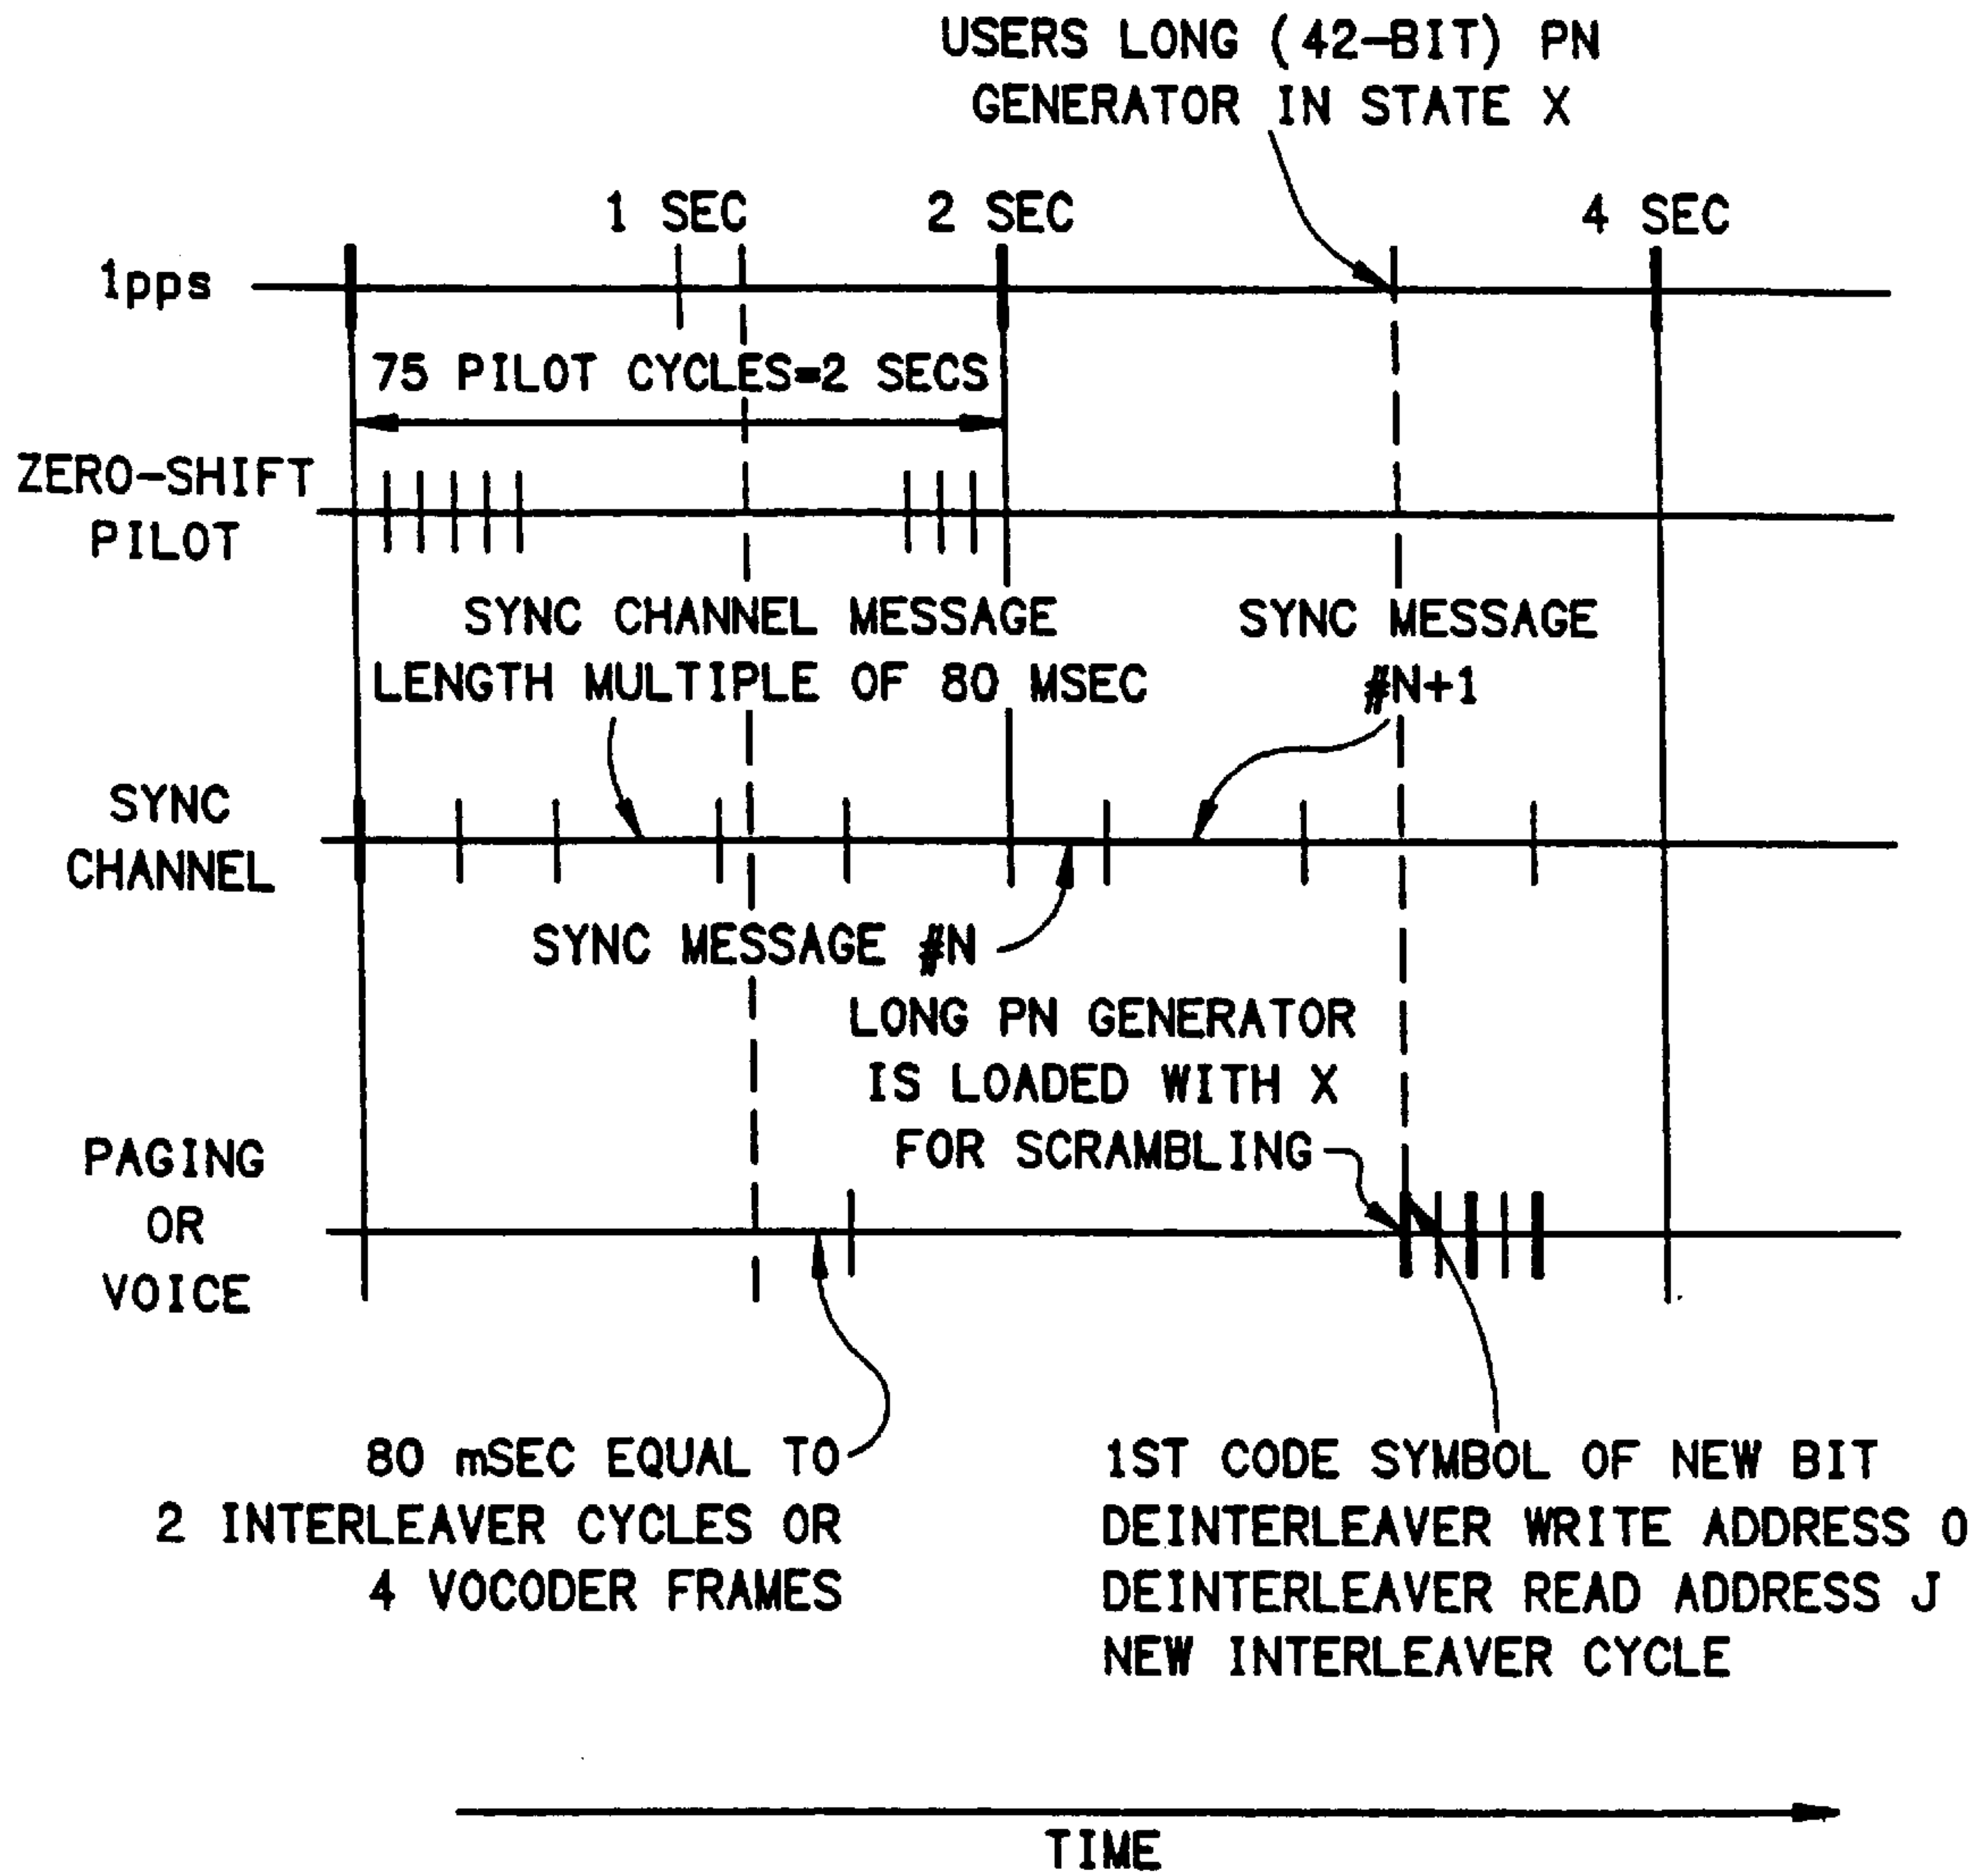 USERS LONG (42-BIT) PN
GENERATOR IN STATE X
1 SEC
2 SEC
4 SEC
1pps
75 PILOT CYCLES=2 SECS
ZERO-SHIFT
PILOT
SYNC CHANNEL MESSAGE
LENGTH MULTIPLE OF 80 MSEC
SYNC MESSAGE
#N+1
SYNC
CHANNEL
SYNC MESSAGE #N
LONG PN GENERATOR
IS LOADED WITH X
FOR SCRAMBLING
PAGING
OR
VOICE
80 mSEC EQUAL TO
2 INTERLEAVER CYCLES OR
4 VOCODER FRAMES
1ST CODE SYMBOL OF NEW BIT
DEINTERLEAVER WRITE ADDRESS 0
DEINTERLEAVER READ ADDRESS J
NEW INTERLEAVER CYCLE
TIME